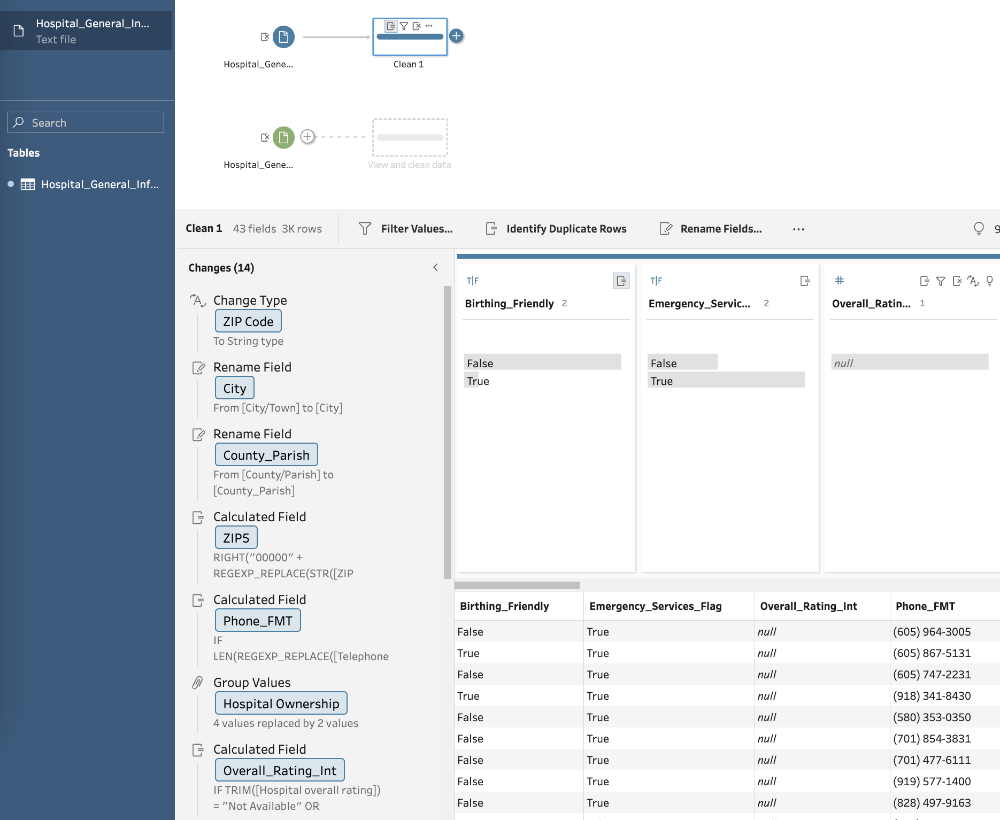 Hospital_General_In...
Text file
Search
Tables
Hospital_General_Inf...
Hospital_Gene...
Clean 1
Hospital_Gene...
View and clean data
Clean 1 43 fields 3K rows
Filter Values...
Identify Duplicate Rows
Rename Fields...
9
Changes (14)
Change Type
ZIP Code
To String type
Rename Field
City
From [City/Town] to [City]
Rename Field
County_Parish
From [County/Parish] to
[County_Parish]
Calculated Field
ZIP5
RIGHT("00000" +
REGEXP_REPLACE(STR([ZIP
Calculated Field
Phone_FMT
IF
LEN(REGEXP_REPLACE([Telephone
Group Values
Hospital Ownership
4 values replaced by 2 values
Calculated Field
Overall_Rating_Int
IF TRIM([Hospital overall rating])
= "Not Available" OR
T|F
Birthing_Friendly 2
False
True
T|F
Emergency_Servic... 2
False
True
#
Overall_Ratin... 1
null
Birthing_Friendly Emergency_Services_Flag Overall_Rating_Int Phone_FMT
False True null (605) 964-3005
True True null (605) 867-5131
False True null (605) 747-2231
True True null (918) 341-8430
False True null (580) 353-0350
False True null (701) 854-3831
False True null (701) 477-6111
False True null (919) 577-1400
False True null (828) 497-9163